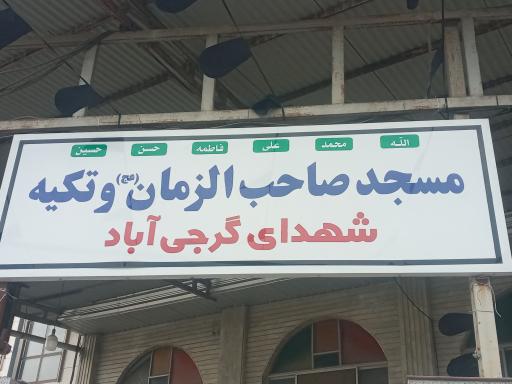 الله محمد علی فاطمه حسن حسین
مسجد صاحب الزمان (عج) و تکیه
شهدای گرجی آباد